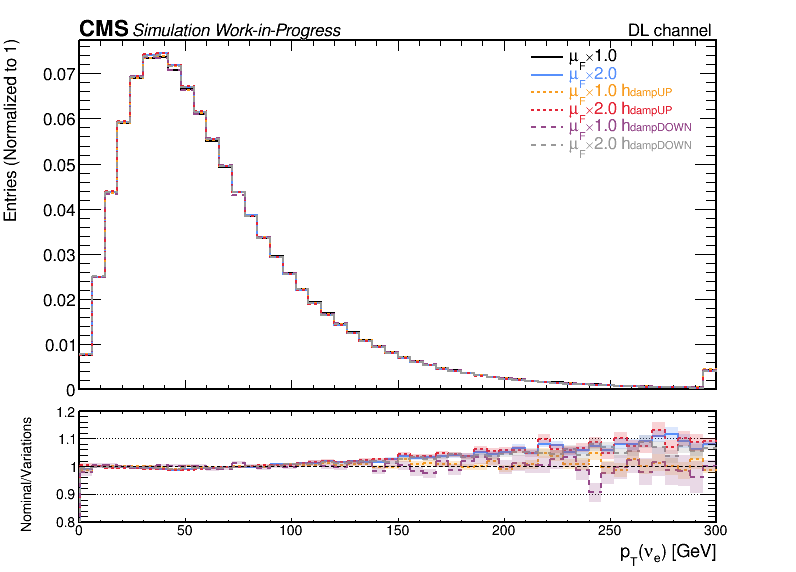 CMS Simulation Work-in-Progress DL channel
Entries (Normalized to 1)
0.07
0.06
0.05
0.04
0.03
0.02
0.01
0
μF×1.0
μF×2.0
μF×1.0 hdampUP
μF×2.0 hdampUP
μF×1.0 hdampDOWN
μF×2.0 hdampDOWN
Nominal/Variations
1.2
1.1
1.0
0.9
0.8
0 50 100 150 200 250 300
pT(νe) [GeV]